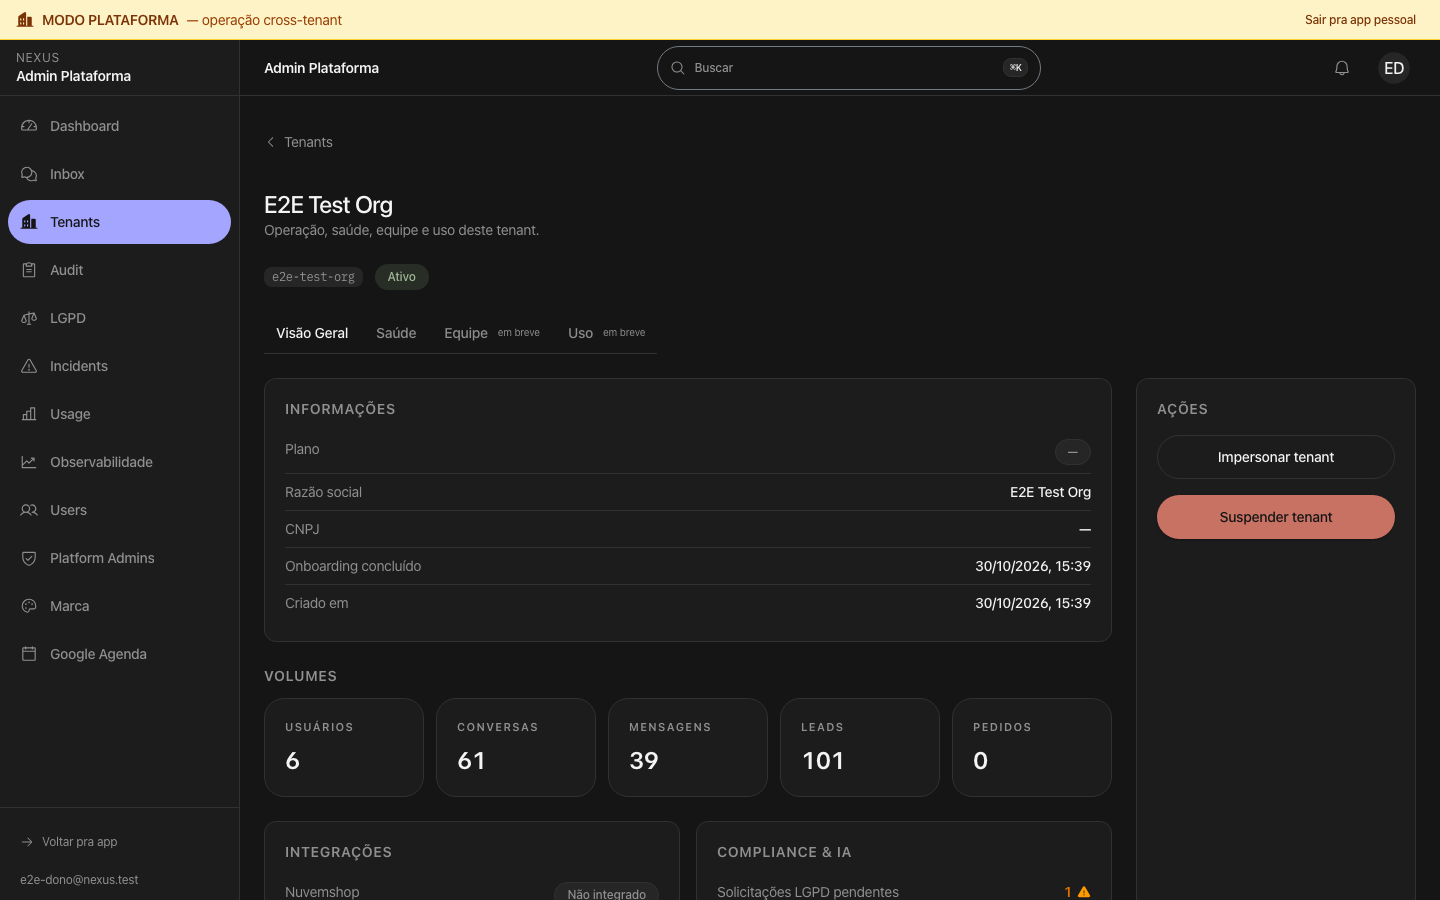 MODO PLATAFORMA — operação cross-tenant
Sair pra app pessoal
NEXUS
Admin Plataforma
Admin Plataforma
Buscar
⌘K
ED
Dashboard
Inbox
Tenants
Audit
LGPD
Incidents
Usage
Observabilidade
Users
Platform Admins
Marca
Google Agenda
Voltar pra app
e2e-dono@nexus.test
Tenants
E2E Test Org
Operação, saúde, equipe e uso deste tenant.
e2e-test-org
Ativo
Visão Geral
Saúde
Equipe em breve
Uso em breve
INFORMAÇÕES
Plano —
Razão social E2E Test Org
CNPJ —
Onboarding concluído 30/10/2026, 15:39
Criado em 30/10/2026, 15:39
AÇÕES
Impersonar tenant
Suspender tenant
VOLUMES
USUÁRIOS
6
CONVERSAS
61
MENSAGENS
39
LEADS
101
PEDIDOS
0
INTEGRAÇÕES
Nuvemshop Não integrado
COMPLIANCE & IA
Solicitações LGPD pendentes 1